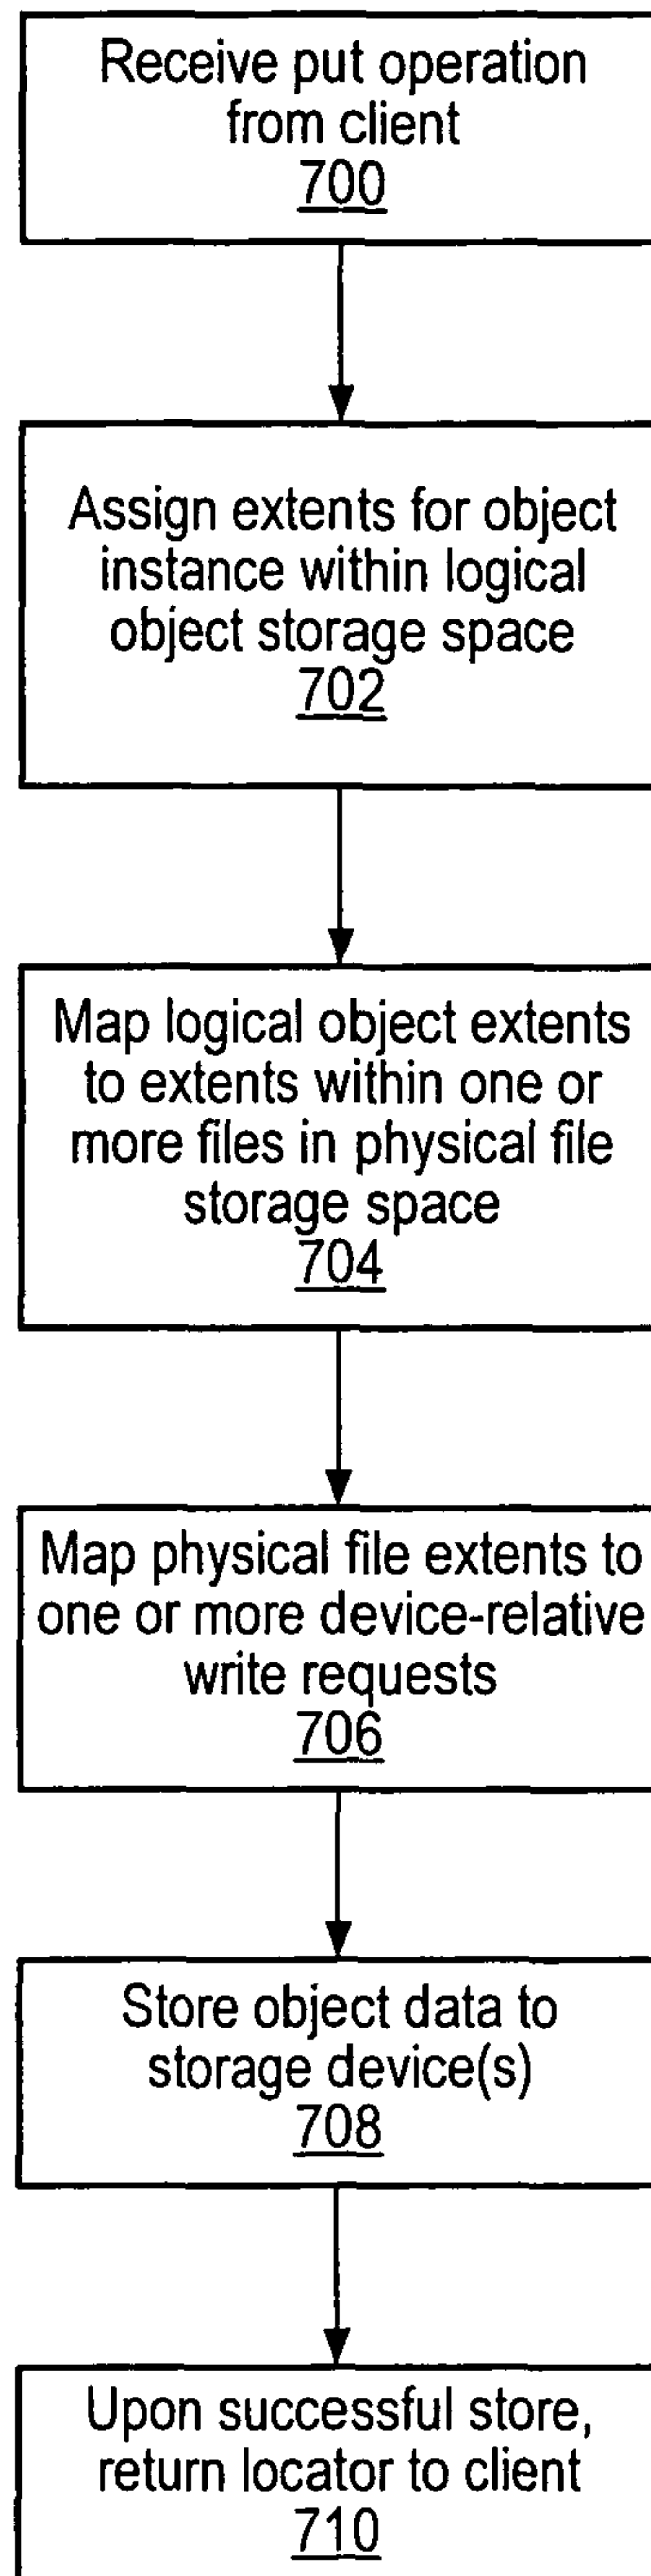 Receive put operation
from client
700
Assign extents for object
instance within logical
object storage space
702
Map logical object extents
to extents within one or
more files in physical file
storage space
704
Map physical file extents to
one or more device-relative
write requests
706
Store object data to
storage device(s)
708
Upon successful store,
return locator to client
710